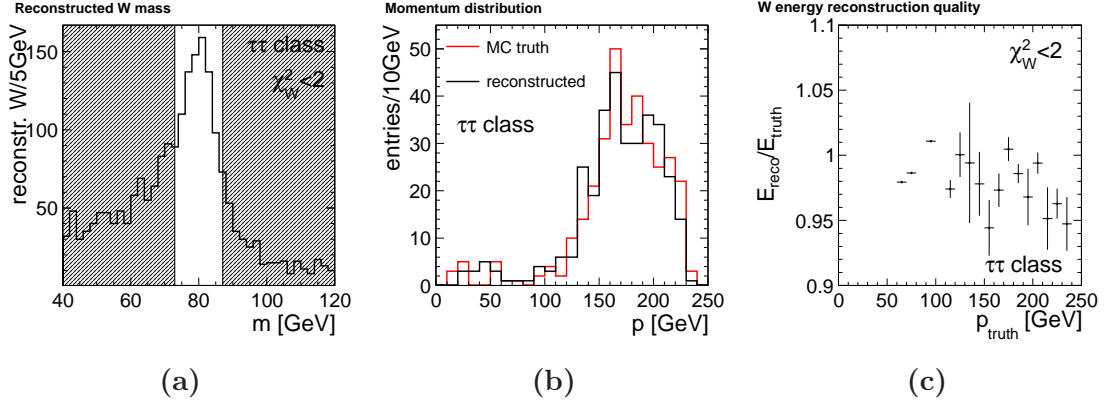 Reconstructed W mass
reconstr. W/5GeV
150
100
50
ττ class
χ²_W<2
40
60
80
100
120
m [GeV]
(a)
Momentum distribution
entries/10GeV
50
40
30
20
10
0
MC truth
reconstructed
ττ class
0
50
100
150
200
250
p [GeV]
(b)
W energy reconstruction quality
E_reco/E_truth
1.1
1.05
1
0.95
0.9
χ²_W<2
ττ class
0
50
100
150
200
250
p_truth [GeV]
(c)